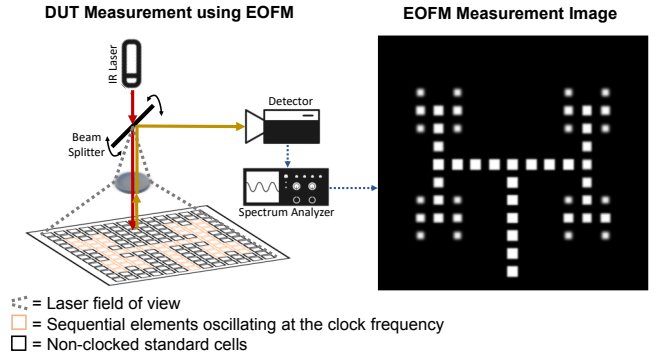 DUT Measurement using EOFM
EOFM Measurement Image
IR Laser
Detector
Beam
Splitter
Spectrum Analyzer
= Laser field of view
= Sequential elements oscillating at the clock frequency
= Non-clocked standard cells